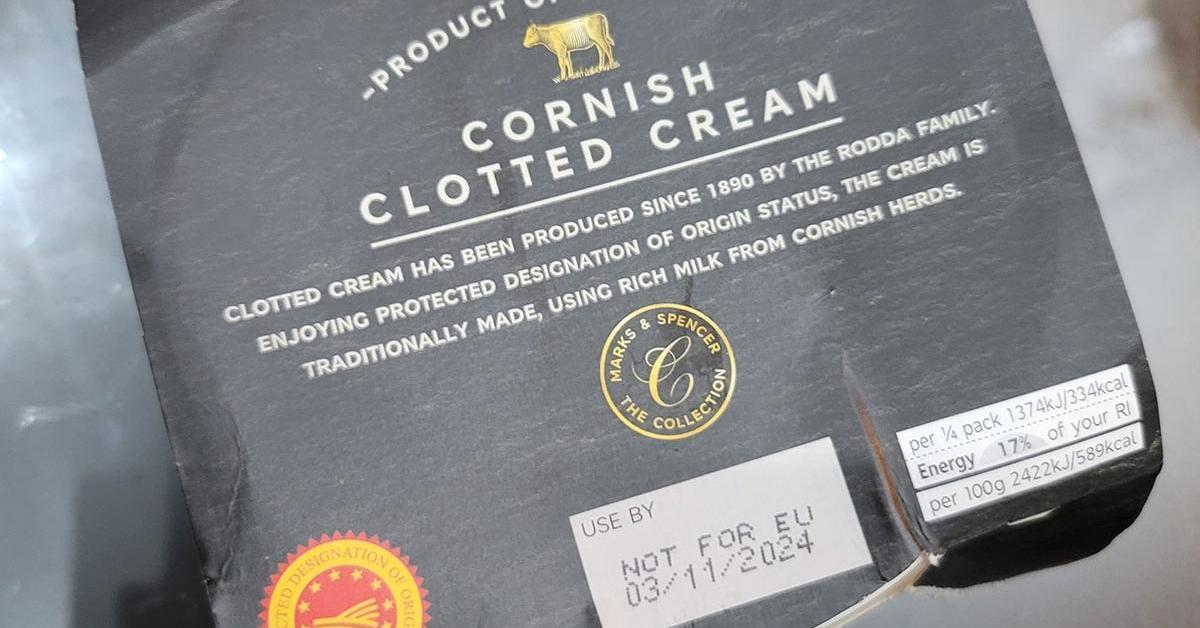 -PRODUCT
CORNISH
CLOTTED CREAM
CLOTTED CREAM HAS BEEN PRODUCED SINCE 1890 BY THE RODDA FAMILY.
ENJOYING PROTECTED DESIGNATION OF ORIGIN STATUS, THE CREAM IS
TRADITIONALLY MADE, USING RICH MILK FROM CORNISH HERDS.
MARKS & SPENCER
C
THE COLLECTION
per ¼ pack 1374kJ/334kcal
Energy 17% of your RI
per 100g 2422kJ/589kcal
USE BY
NOT FOR EU
03/11/2024
DESIGNATION OF